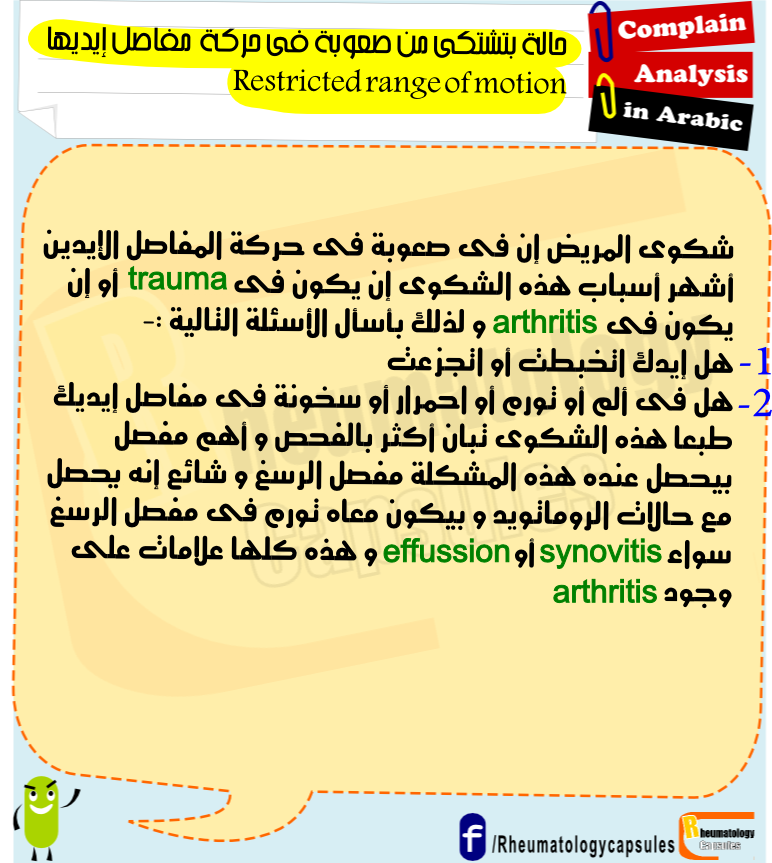 حالة بتشتكى من صعوبة فى حركة مفاصل إيديها
Restricted range of motion
Complain
Analysis
in Arabic
شكوى المريض إن فى صعوبة فى حركة المفاصل الإيدين
أشهر أسباب هذه الشكوى إن يكون فى trauma أو إن
يكون فى arthritis و لذلك بأسأل الأسئلة التالية :-
1- هل إيدك اتخبطت أو اتجزعت
2- هل فى ألم أو تورم أو إحمرار أو سخونة فى مفاصل إيديك
طبعا هذه الشكوى تبان أكثر بالفحص و أهم مفصل
بيحصل عنده هذه المشكلة مفصل الرسغ و شائع إنه يحصل
مع حالات الروماتويد و بيكون معاه تورم فى مفصل الرسغ
سواء synovitis أو effussion و هذه كلها علامات على
وجود arthritis
Rheumatology
Capsules
/Rheumatologycapsules
Rheumatology
Capsules